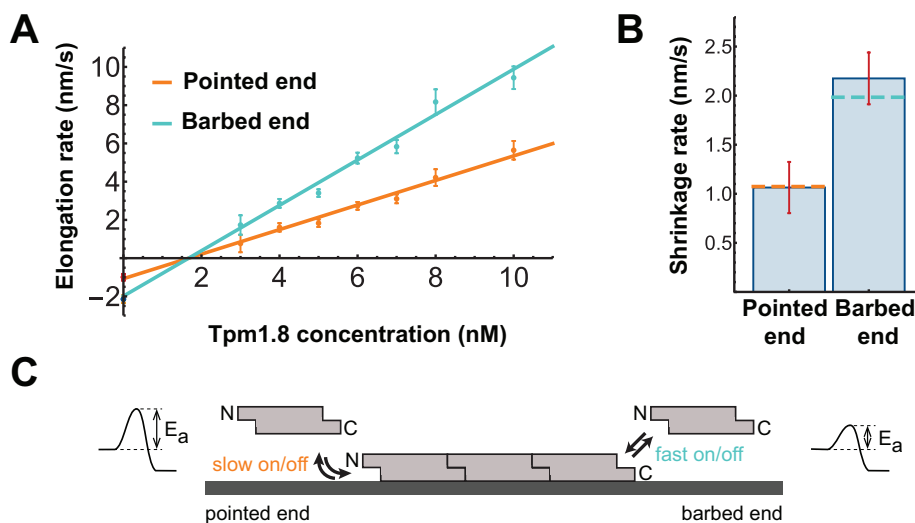 A
Elongation rate (nm/s)
10
8
6
4
2
−2
Pointed end
Barbed end
2 4 6 8 10
Tpm1.8 concentration (nM)
B
Shrinkage rate (nm/s)
2.5
2.0
1.5
1.0
0.5
Pointed end
Barbed end
C
Ea
N
C
slow on/off
N
C
N
C
fast on/off
Ea
pointed end
barbed end